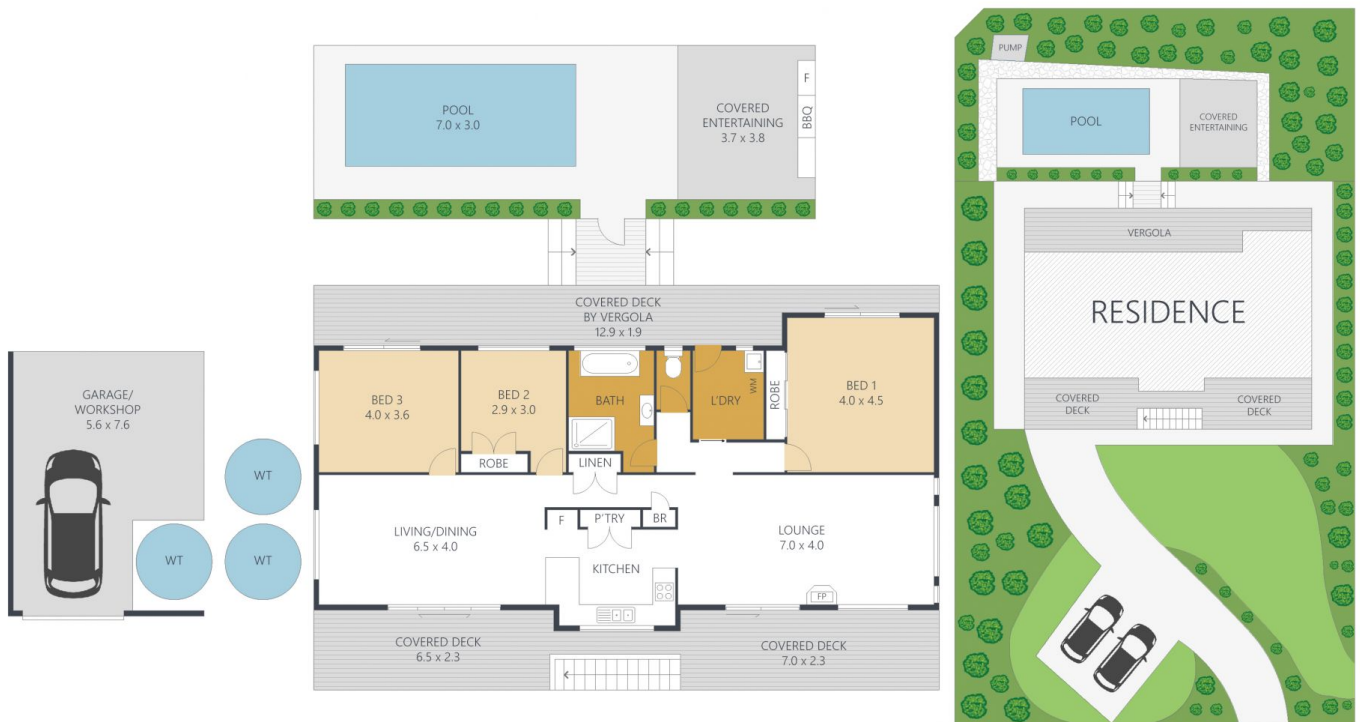 POOL
7.0 x 3.0
COVERED
ENTERTAINING
3.7 x 3.8
F
BBQ
COVERED DECK
BY VERGOLA
12.9 x 1.9
GARAGE/
WORKSHOP
5.6 x 7.6
WT
WT
WT
BED 3
4.0 x 3.6
BED 2
2.9 x 3.0
ROBE
BATH
LINEN
L'DRY
WM
ROBE
BED 1
4.0 x 4.5
LIVING/DINING
6.5 x 4.0
F
P'TRY
BR
KITCHEN
LOUNGE
7.0 x 4.0
FP
COVERED DECK
6.5 x 2.3
COVERED DECK
7.0 x 2.3
PUMP
POOL
COVERED
ENTERTAINING
VERGOLA
RESIDENCE
COVERED
DECK
COVERED
DECK